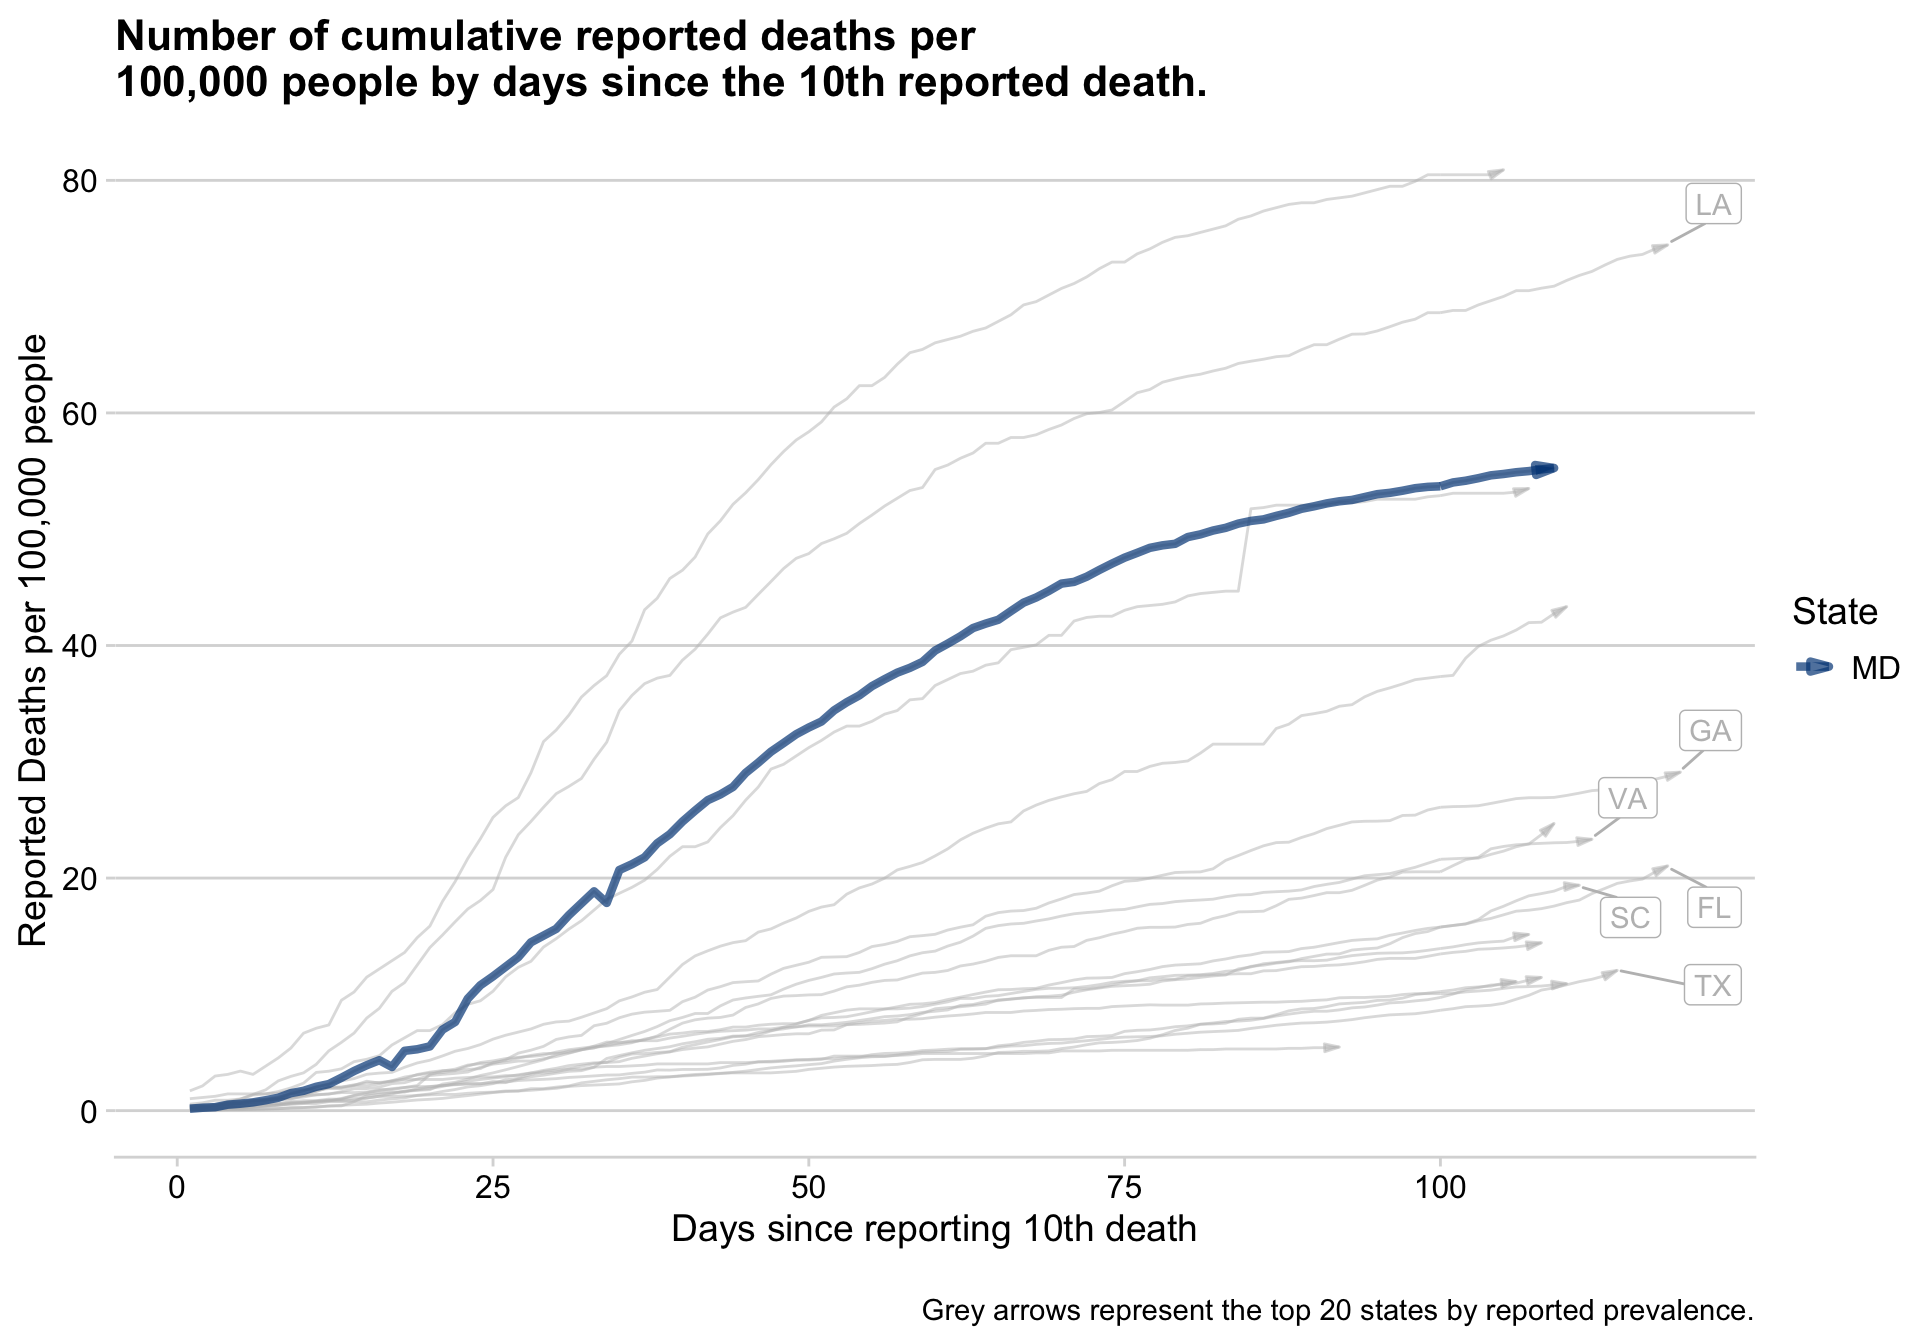 Number of cumulative reported deaths per
100,000 people by days since the 10th reported death.
Reported Deaths per 100,000 people
80
60
40
20
0
LA
GA
VA
FL
SC
TX
State
MD
0
25
50
75
100
Days since reporting 10th death
Grey arrows represent the top 20 states by reported prevalence.